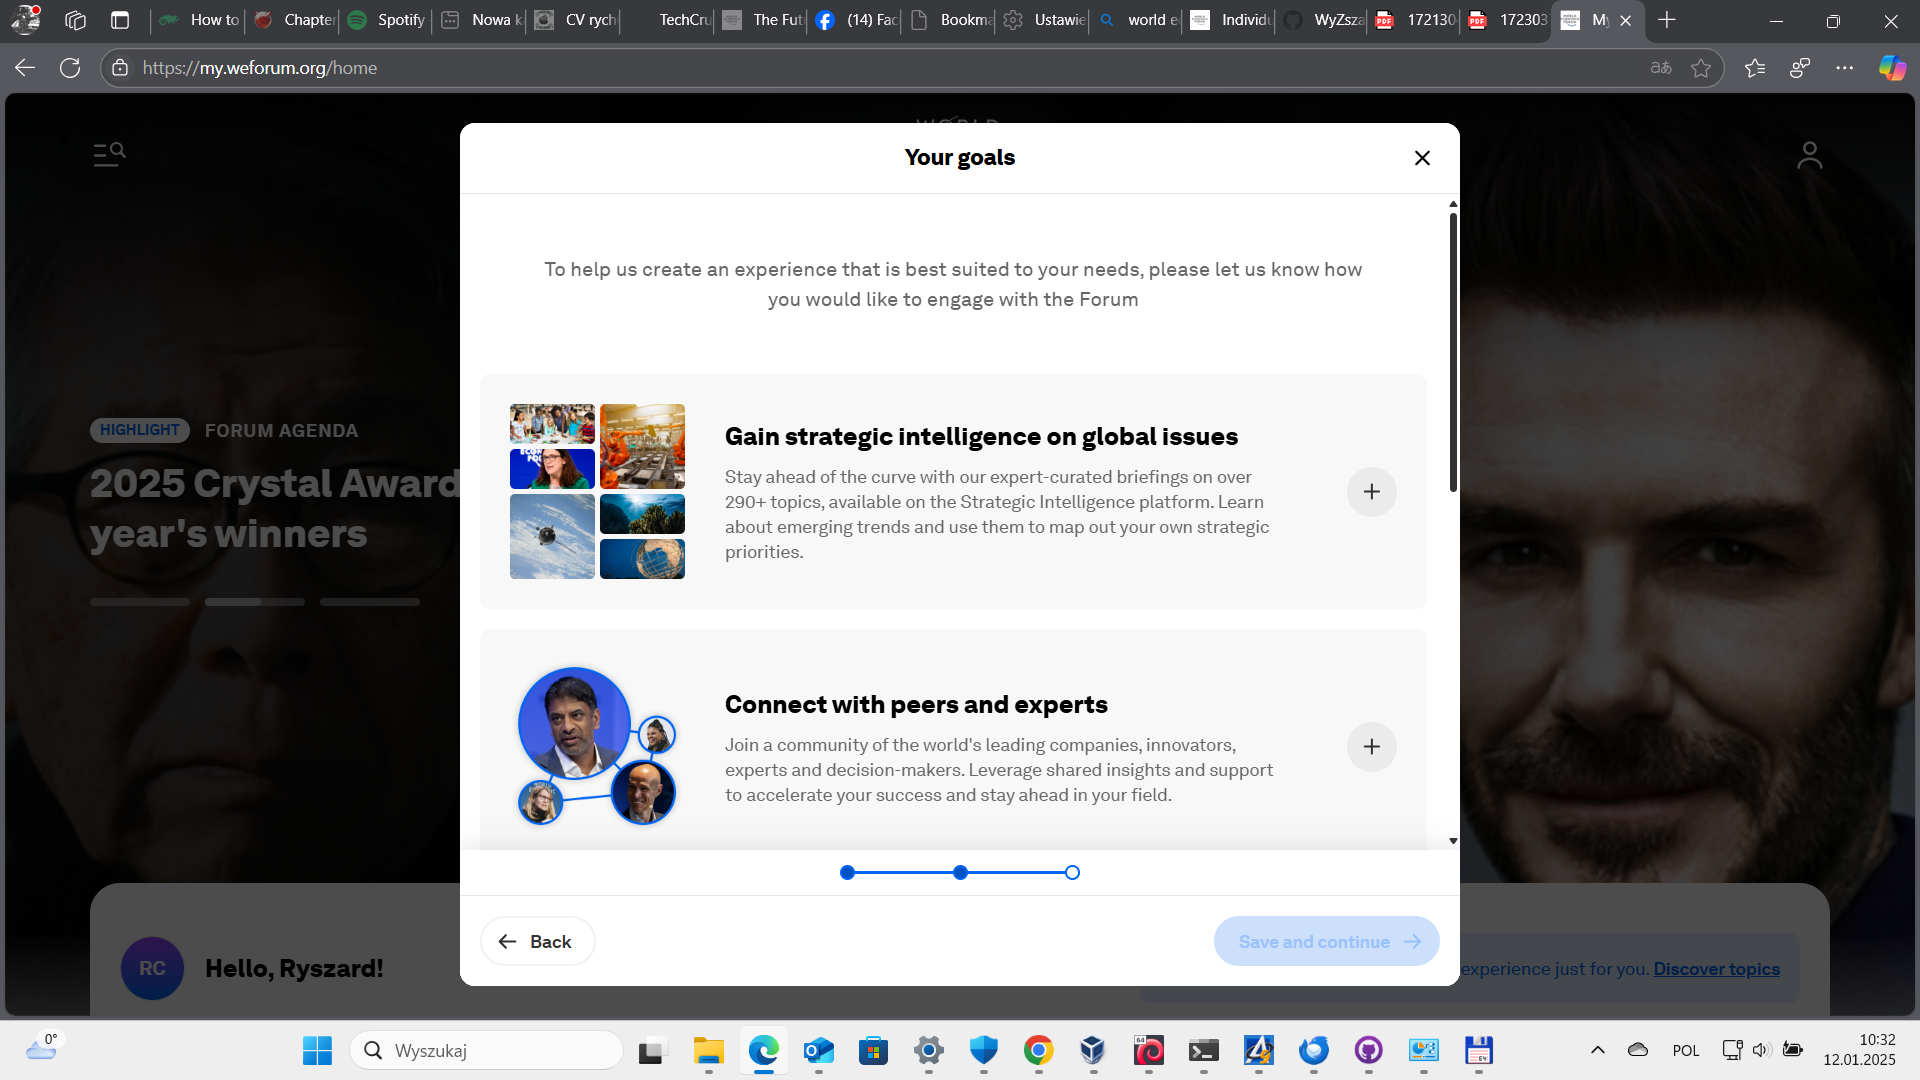 How to
Chapter
Spotify
Nowa k
CV rych
TechCru
The Fut
(14) Fac
Bookma
Ustawie
world e
Individu
WyZsza
172130
172303
My
https://my.weforum.org/home
WORLD
Your goals
To help us create an experience that is best suited to your needs, please let us know how
you would like to engage with the Forum
HIGHLIGHT
FORUM AGENDA
2025 Crystal Award
year's winners
Gain strategic intelligence on global issues
Stay ahead of the curve with our expert-curated briefings on over
290+ topics, available on the Strategic Intelligence platform. Learn
about emerging trends and use them to map out your own strategic
priorities.
Connect with peers and experts
Join a community of the world's leading companies, innovators,
experts and decision-makers. Leverage shared insights and support
to accelerate your success and stay ahead in your field.
Back
Save and continue
RC
Hello, Ryszard!
experience just for you. Discover topics
0°
Wyszukaj
POL
10:32
12.01.2025